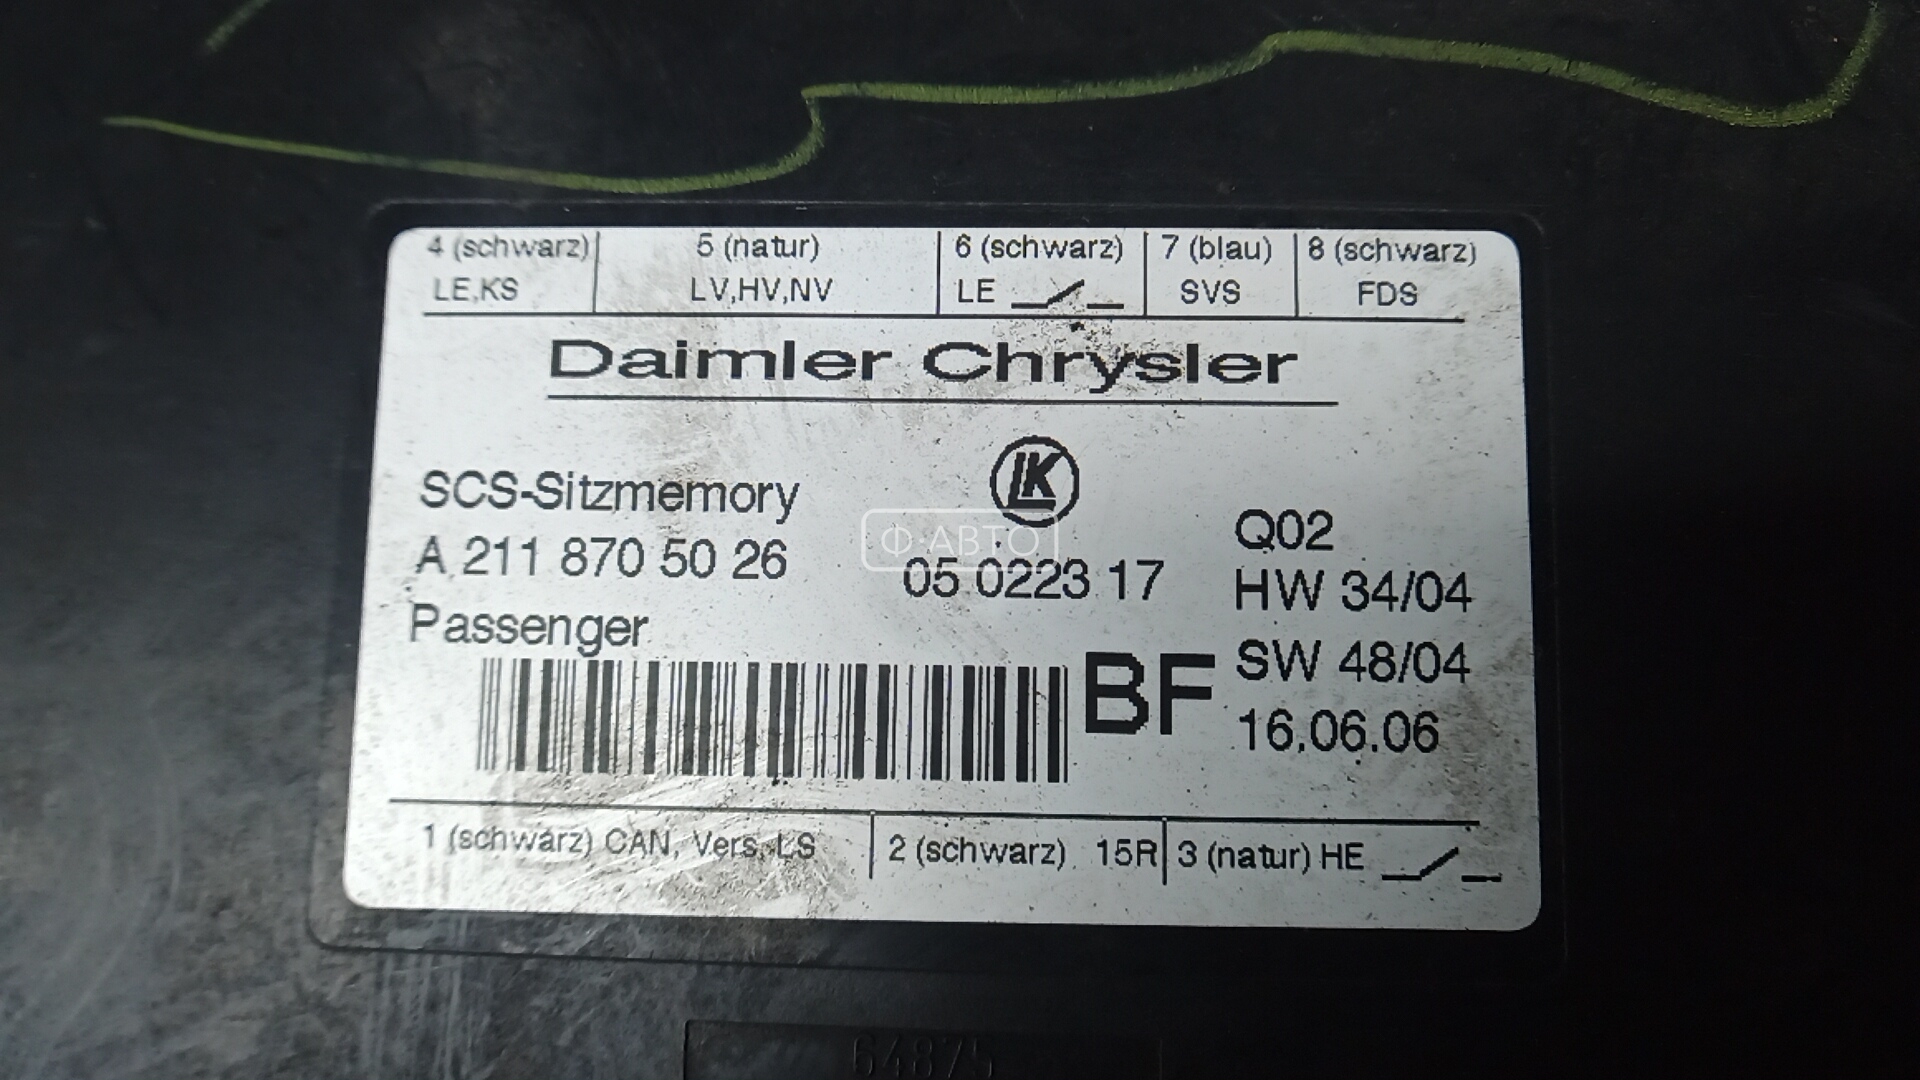 4 (schwarz) 5 (natur) 6 (schwarz) 7 (blau) 8 (schwarz)
LE,KS LV,HV,NV LE SVS FDS
Daimler Chrysler
LK
SCS-Sitzmemory
Ф-АВТО
Q02
A 211 870 50 26 05 0223 17 HW 34/04
Passenger
BF SW 48/04
16.06.06
1 (schwarz) CAN, Vers, LS 2 (schwarz) 15R 3 (natur) HE
64875